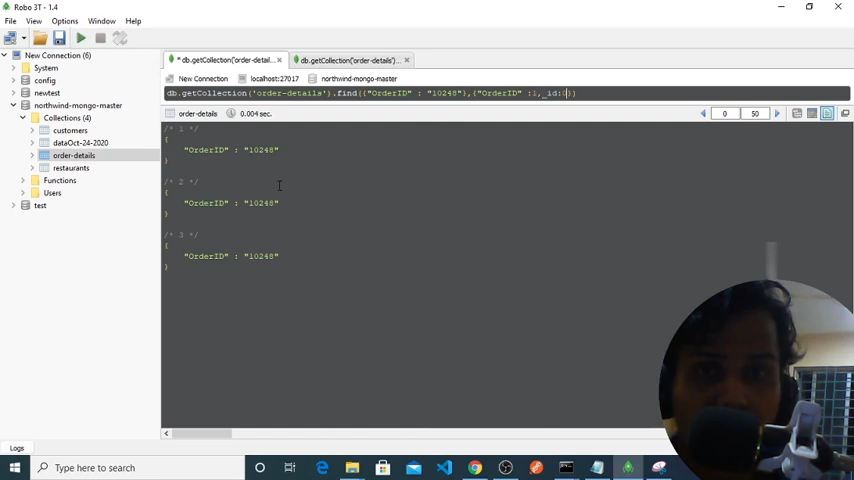 Robo 3T - 1.4
File View Options Window Help
* db.getCollection('order-detail... db.getCollection('order-details')...
New Connection localhost:27017 northwind-mongo-master
db.getCollection('order-details').find({"OrderID" : "10248"},{"OrderID" :1,_id:0})
order-details 0.004 sec. 0 50
New Connection (6)
System
config
newtest
northwind-mongo-master
Collections (4)
customers
dataOct-24-2020
order-details
restaurants
Functions
Users
test
/* 1 */
{
"OrderID" : "10248"
}
/* 2 */
{
"OrderID" : "10248"
}
/* 3 */
{
"OrderID" : "10248"
}
Logs
Type here to search